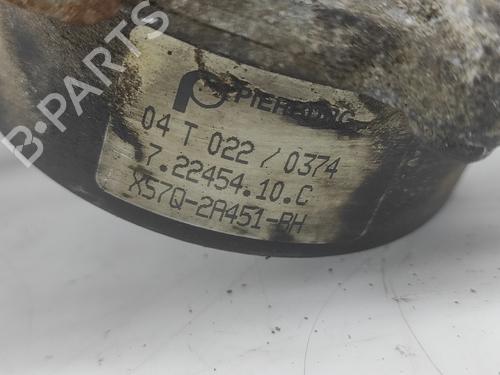 B-PARTS
PIERBURG
04 T 022 / 0374
7.22454.10.C
XS7Q-2A451-BH